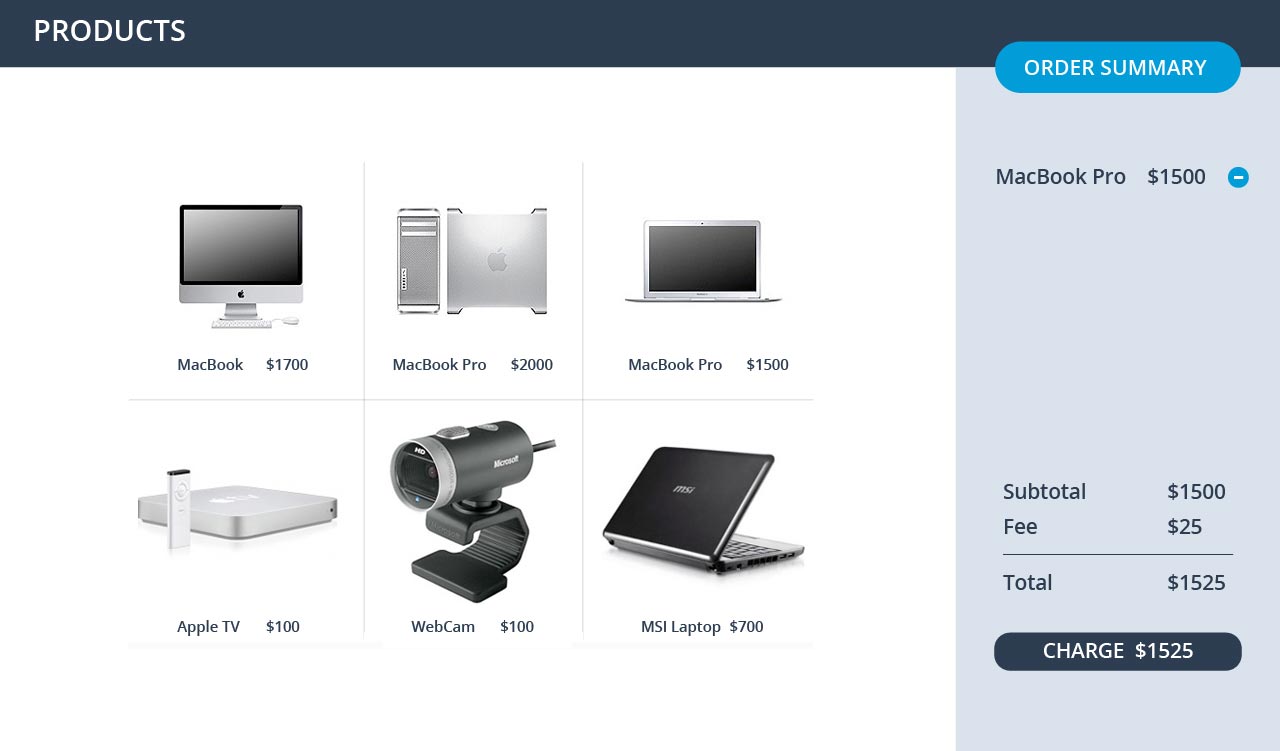 PRODUCTS
ORDER SUMMARY
MacBook Pro $1500
MacBook $1700
MacBook Pro $2000
MacBook Pro $1500
HD
Microsoft
msi
Apple TV $100
WebCam $100
MSI Laptop $700
Subtotal $1500
Fee $25
Total $1525
CHARGE $1525